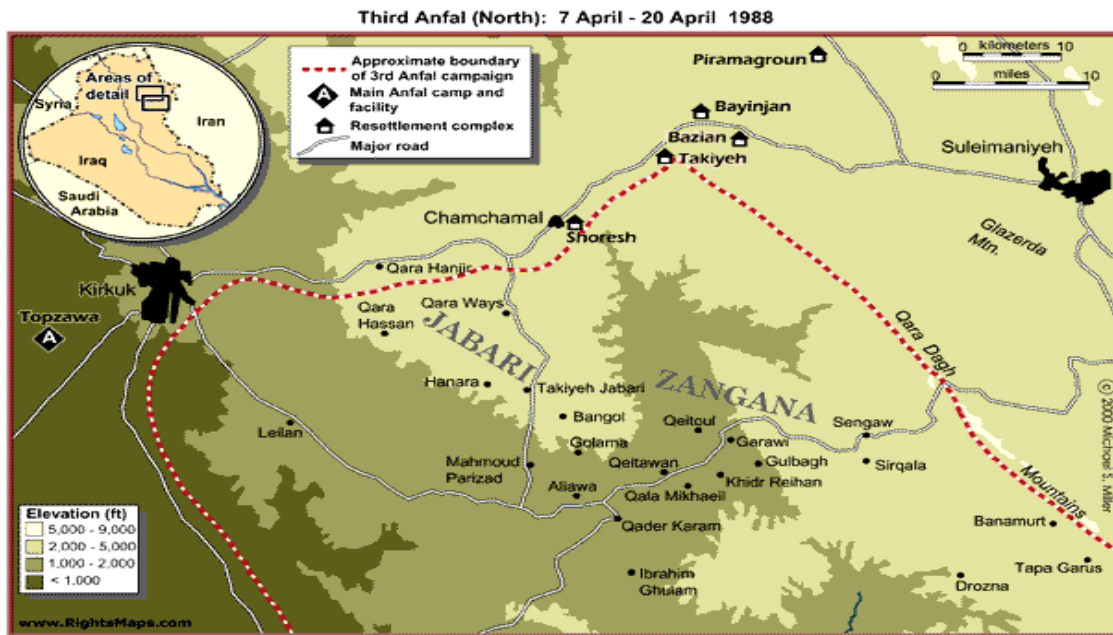 Third Anfal (North): 7 April - 20 April 1988
Areas of
detail
Syria
Iran
Iraq
Saudi
Arabia
Approximate boundary
of 3rd Anfal campaign
A Main Anfal camp and
facility
Resettlement complex
Major road
0 kilometers 10
0 miles 10
Piramagroun
Bayinjan
Bazian
Takiyeh
Suleimaniyeh
Chamchamal
Shoresh
Glazerda
Mtn.
Kirkuk
Qara Hanjir
Topzawa
A
Qara
Hassan
Qara Ways
JABARI
Qara Dagh
Hanara
Takiyeh Jabari
ZANGANA
Bangol
Leilan
Qeitoul
Sengaw
Golama
Gerawi
Mahmoud
Parizad
Qeitawan
Gulbagh
Sirqala
Khidr Reihan
Aliawa
Qala Mikhaeil
Mountains
Qader Karam
Banamurt
Ibrahim
Ghulam
Drozna
Tapa Garus
Elevation (ft)
5,000 - 9,000
2,000 - 5,000
1,000 - 2,000
< 1,000
www.RightsMaps.com
© 2000 Michael S. Miller